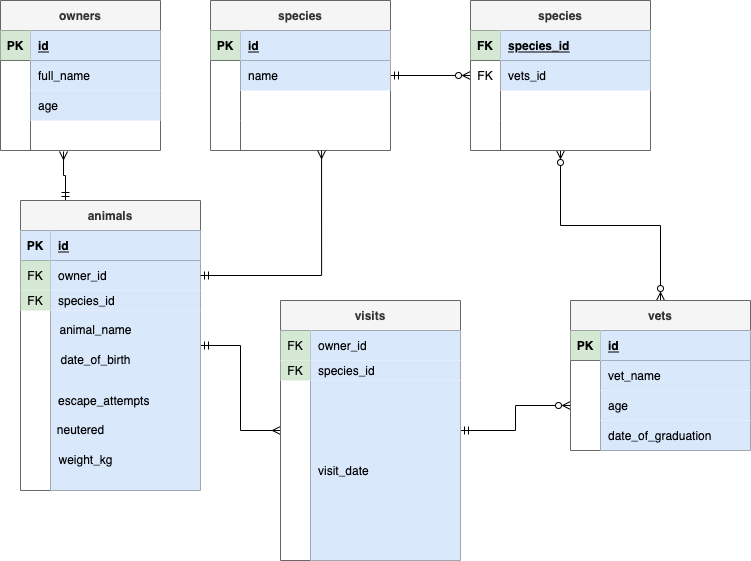 owners
PK id
full_name
age
species
PK id
name
species
FK species_id
FK vets_id
animals
PK id
FK owner_id
FK species_id
animal_name
date_of_birth
escape_attempts
neutered
weight_kg
visits
FK owner_id
FK species_id
visit_date
vets
PK id
vet_name
age
date_of_graduation